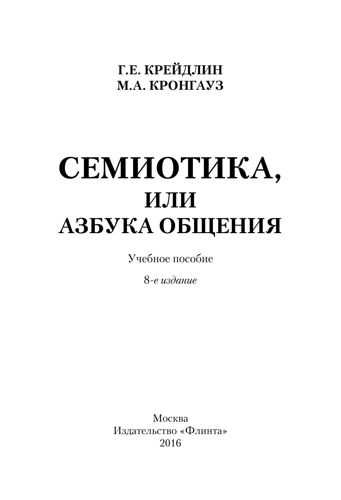 Г.Е. КРЕЙДЛИН
М.А. КРОНГАУЗ
СЕМИОТИКА,
ИЛИ
АЗБУКА ОБЩЕНИЯ
Учебное пособие
8-е издание
Москва
Издательство «Флинта»
2016